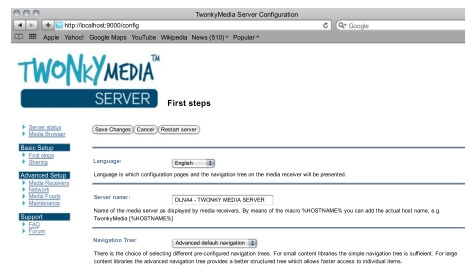 TwonkyMedia Server Configuration
http://localhost:9000/config
Google
Apple Yahoo! Google Maps YouTube Wikipedia News (510) Popular
TWONKYMEDIA™
SERVER
First steps
Server status
Media Browser
Save Changes Cancel Restart server
Basic Setup
First steps
Sharing
Language: English
Language in which configuration pages and the navigation tree on the media receiver will be presented.
Advanced Setup
Media Receivers
Network
Media Feeds
Maintenance
Server name:: DLNA4 - TWONKY MEDIA SERVER
Name of the media server as displayed by media receivers. By means of the macro %HOSTNAME% you can add the actual host name, e.g.
TwonkyMedia [%HOSTNAME%]
Support
FAQ
Forum
Navigation Tree: Advanced default navigation
There is the choice of selecting different pre-configured navigation trees. For small content libraries the simple navigation tree is suffieint. For large
content libraries the advanced navigation tree provides a better structured tree which allows faster access to individual items.